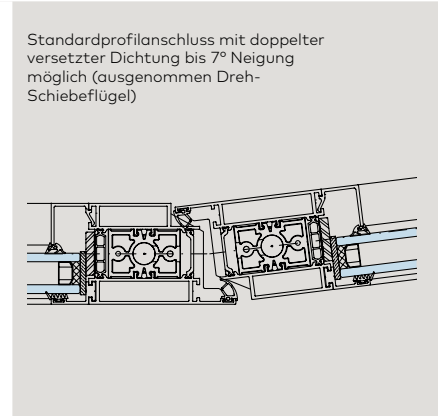 Standardprofilanschluss mit doppelter
versetzter Dichtung bis 7° Neigung
möglich (ausgenommen Dreh-
Schiebeflügel)